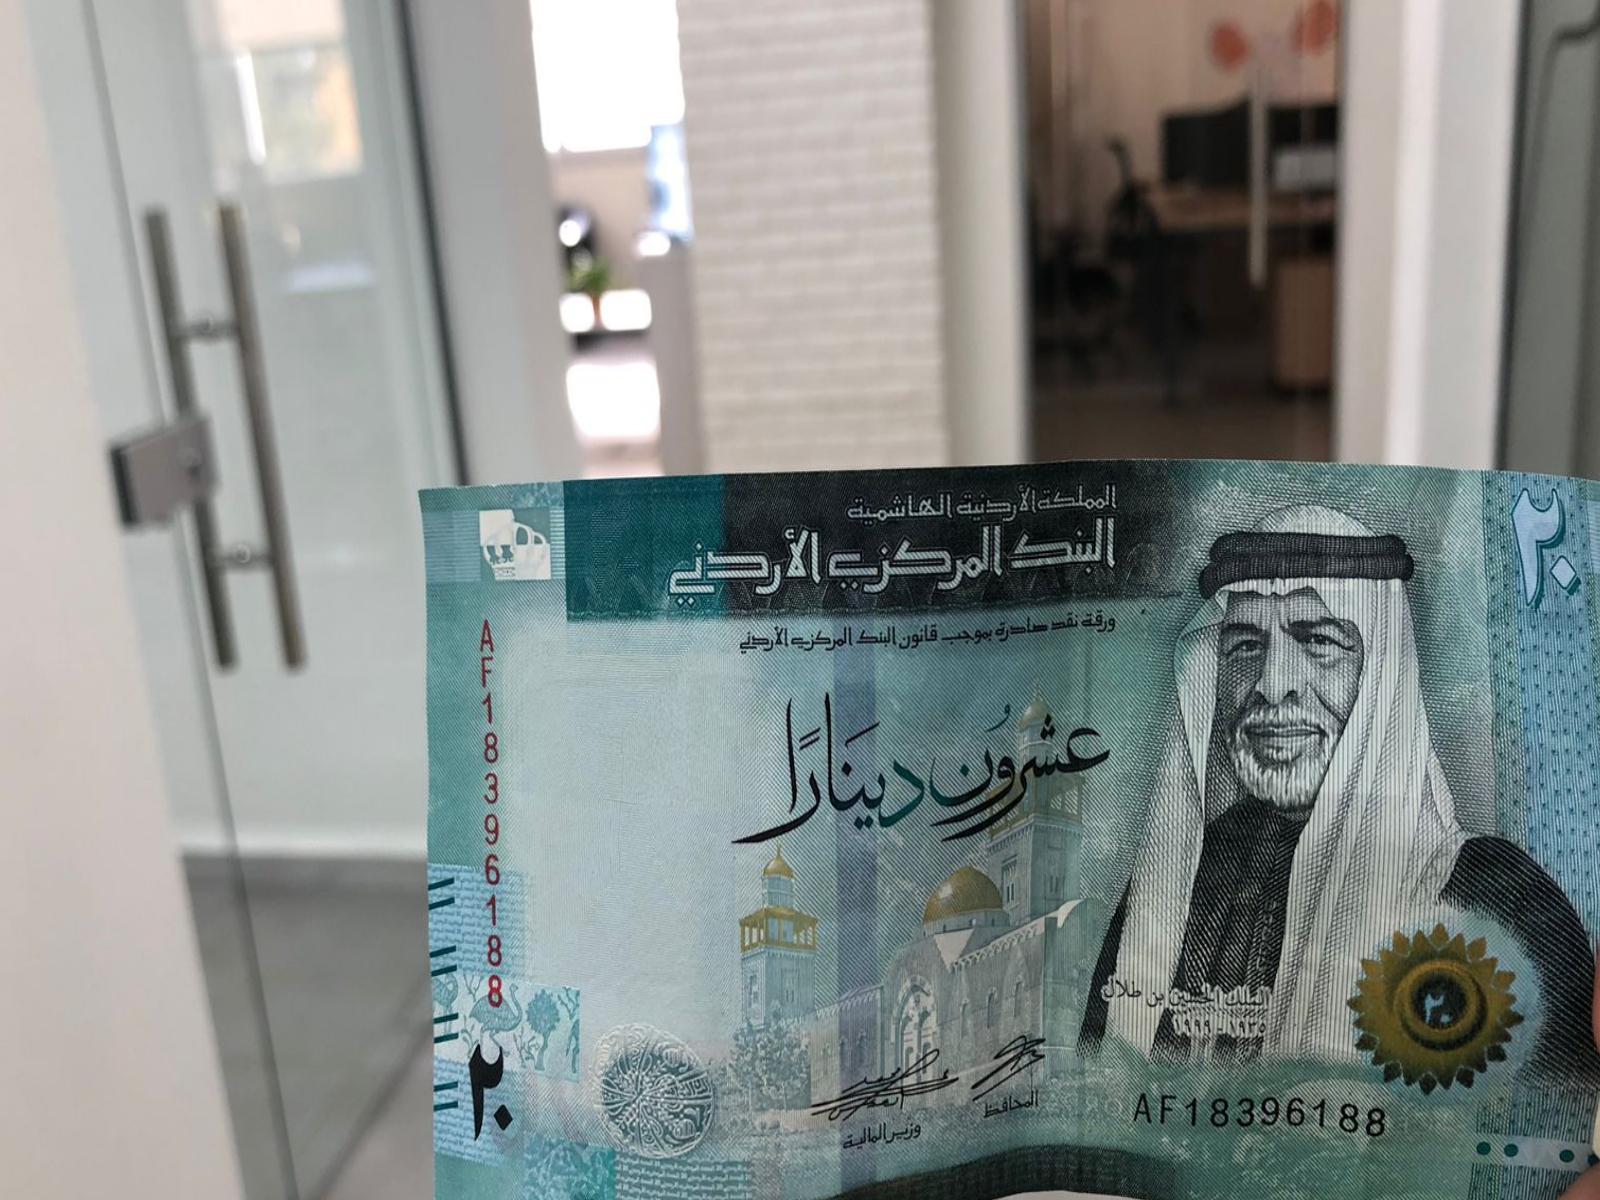 المملكة الأردنية الهاشمية
البنك المركزي الأردني
ورقة نقد صادرة بموجب قانون البنك المركزي الأردني
٢٠
عشرون دينارًا
AF18396188
الملك الحسين بن طلال
١٩٣٥ - ١٩٩٩
٢٠
AF18396188
المحافظ
وزير المالية
٢٠